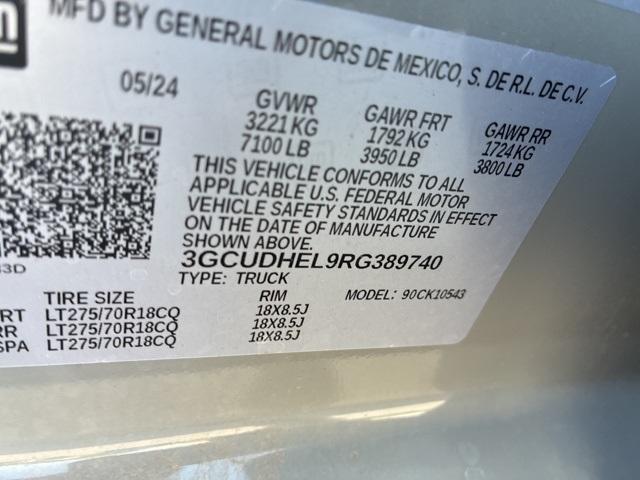 MFD BY GENERAL MOTORS DE MEXICO, S. DE R.L. DE C.V.
05/24
GVWR GAWR FRT GAWR RR
3221 KG 1792 KG 1724 KG
7100 LB 3950 LB 3800 LB
THIS VEHICLE CONFORMS TO ALL
APPLICABLE U.S. FEDERAL MOTOR
VEHICLE SAFETY STANDARDS IN EFFECT
ON THE DATE OF MANUFACTURE
SHOWN ABOVE.
3GCUDHEL9RG389740
TYPE: TRUCK MODEL: 90CK10543
TIRE SIZE RIM
RT LT275/70R18CQ 18X8.5J
RR LT275/70R18CQ 18X8.5J
SPA LT275/70R18CQ 18X8.5J